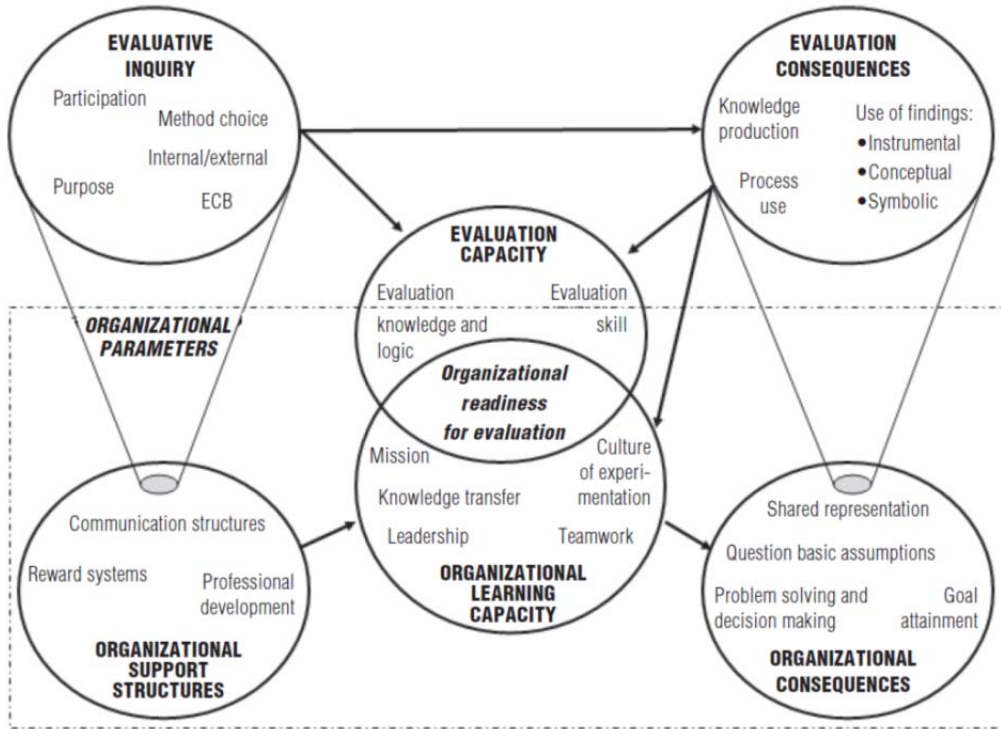 EVALUATIVE
INQUIRY
Participation
Method choice
Internal/external
Purpose
ECB
EVALUATION
CONSEQUENCES
Knowledge
production
Use of findings:
•Instrumental
•Conceptual
•Symbolic
Process
use
EVALUATION
CAPACITY
Evaluation
knowledge and
logic
Evaluation
skill
ORGANIZATIONAL
PARAMETERS
Organizational
readiness
for evaluation
Mission
Culture
of experi-
mentation
Knowledge transfer
Leadership
Teamwork
ORGANIZATIONAL
LEARNING
CAPACITY
Communication structures
Reward systems
Professional
development
ORGANIZATIONAL
SUPPORT
STRUCTURES
Shared representation
Question basic assumptions
Problem solving and
decision making
Goal
attainment
ORGANIZATIONAL
CONSEQUENCES